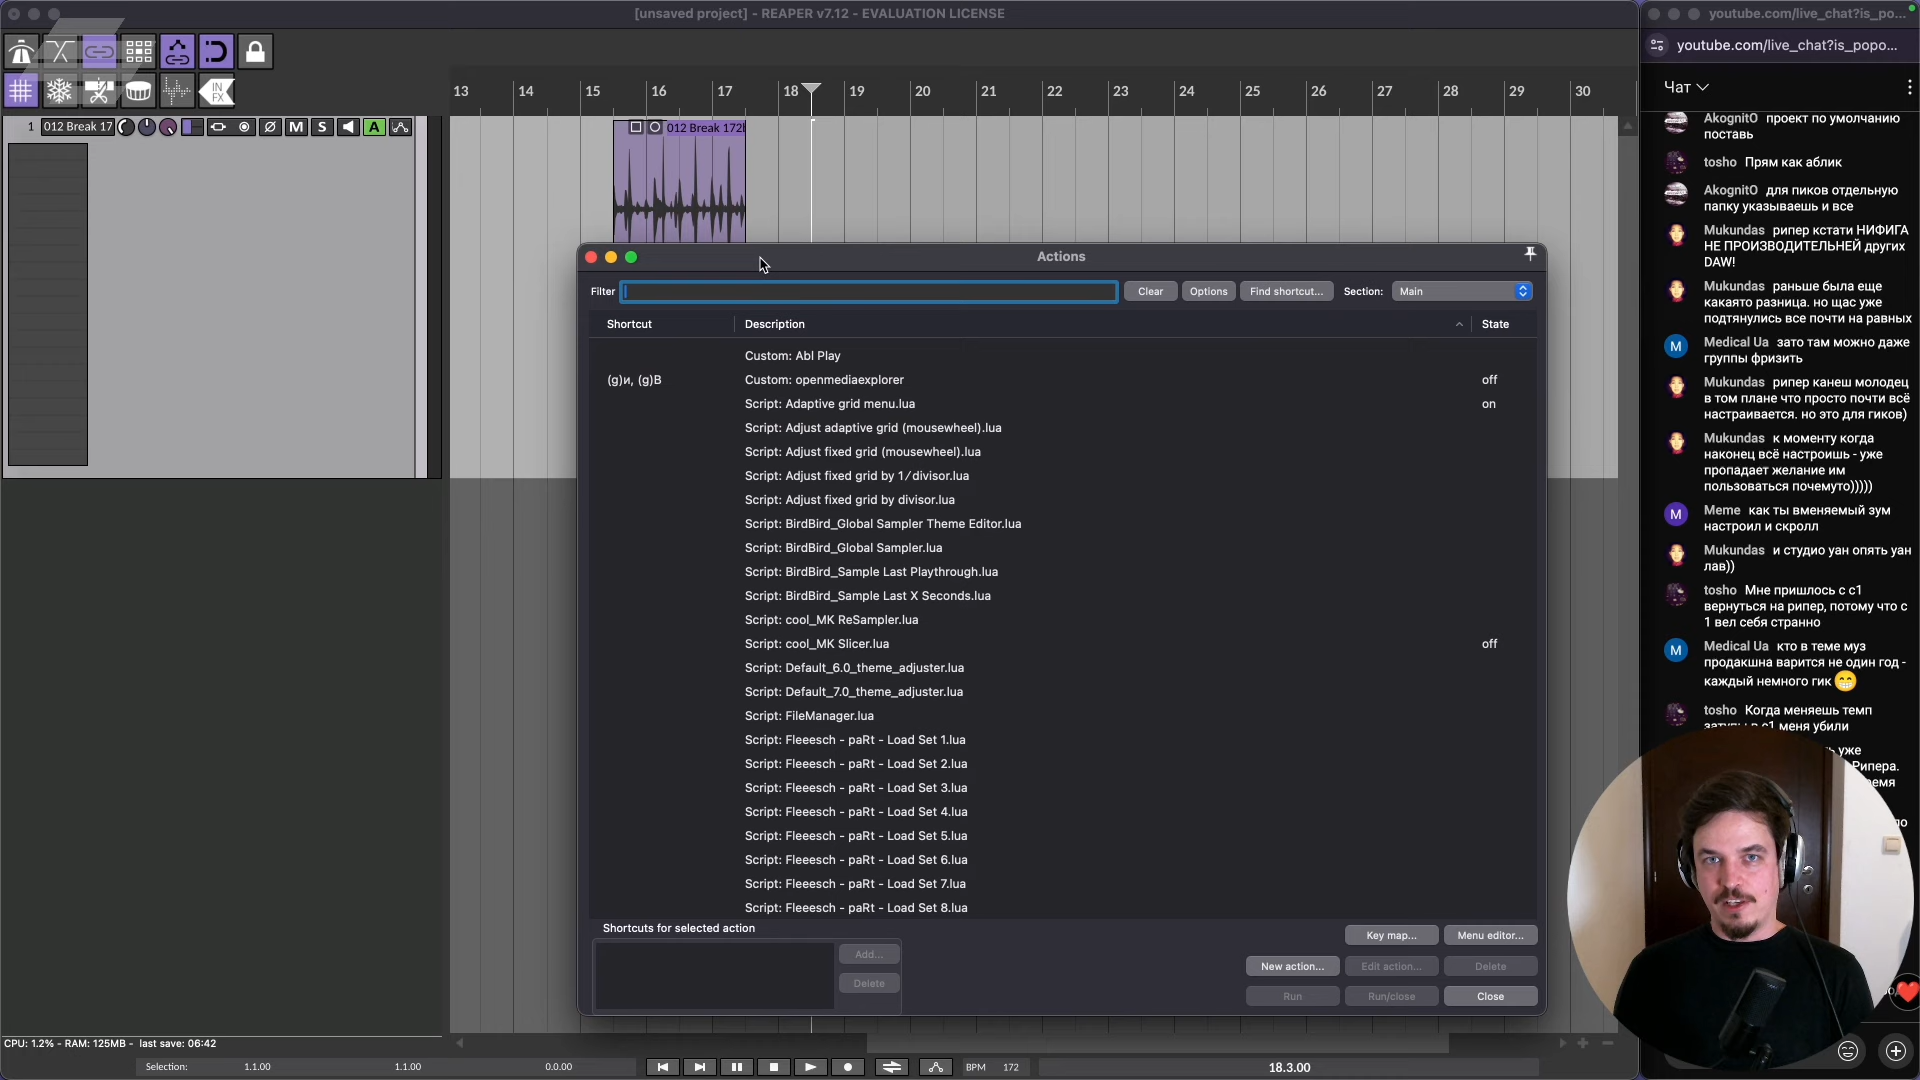 [unsaved project] - REAPER v7.12 - EVALUATION LICENSE
youtube.com/live_chat?is_po...
youtube.com/live_chat?is_popo...
Чат
IN
FX
13 14 15 16 17 18 19 20 21 22 23 24 25 26 27 28 29 30
1 012 Break 17 M S A
012 Break 172
Actions
Filter Clear Options Find shortcut... Section: Main
Shortcut Description State
Custom: Abl Play
(g)и, (g)B Custom: openmediaexplorer off
Script: Adaptive grid menu.lua on
Script: Adjust adaptive grid (mousewheel).lua
Script: Adjust fixed grid (mousewheel).lua
Script: Adjust fixed grid by 1/divisor.lua
Script: Adjust fixed grid by divisor.lua
Script: BirdBird_Global Sampler Theme Editor.lua
Script: BirdBird_Global Sampler.lua
Script: BirdBird_Sample Last Playthrough.lua
Script: BirdBird_Sample Last X Seconds.lua
Script: cool_MK ReSampler.lua
Script: cool_MK Slicer.lua off
Script: Default_6.0_theme_adjuster.lua
Script: Default_7.0_theme_adjuster.lua
Script: FileManager.lua
Script: Fleeesch - paRt - Load Set 1.lua
Script: Fleeesch - paRt - Load Set 2.lua
Script: Fleeesch - paRt - Load Set 3.lua
Script: Fleeesch - paRt - Load Set 4.lua
Script: Fleeesch - paRt - Load Set 5.lua
Script: Fleeesch - paRt - Load Set 6.lua
Script: Fleeesch - paRt - Load Set 7.lua
Script: Fleeesch - paRt - Load Set 8.lua
Shortcuts for selected action
Add...
Delete
Key map... Menu editor...
New action... Edit action... Delete
Run Run/close Close
CPU: 1.2% - RAM: 125MB - last save: 06:42
Selection: 1.1.00 1.1.00 0.0.00 BPM 172 18.3.00
AkognitO проект по умолчанию
поставь
tosho Прям как аблик
AkognitO для пиков отдельную
папку указываешь и все
Mukundas рипер кстати НИФИГА
НЕ ПРОИЗВОДИТЕЛЬНЕЙ других
DAW!
Mukundas раньше была еще
какаято разница. но щас уже
подтянулись все почти на равных
M Medical Ua зато там можно даже
группы фризить
Mukundas рипер канеш молодец
в том плане что просто почти всё
настраивается. но это для гиков)
Mukundas к моменту когда
наконец всё настроишь - уже
пропадает желание им
пользоваться почемуто)))))
M Meme как ты вменяемый зум
настроил и скролл
Mukundas и студио уан опять уан
лав))
tosho Мне пришлось с с1
вернуться на рипер, потому что с
1 вел себя странно
M Medical Ua кто в теме муз
продакшна варится не один год -
каждый немного гик
tosho Когда меняешь темп
затупы в с1 меня убили
уже
Рипера.